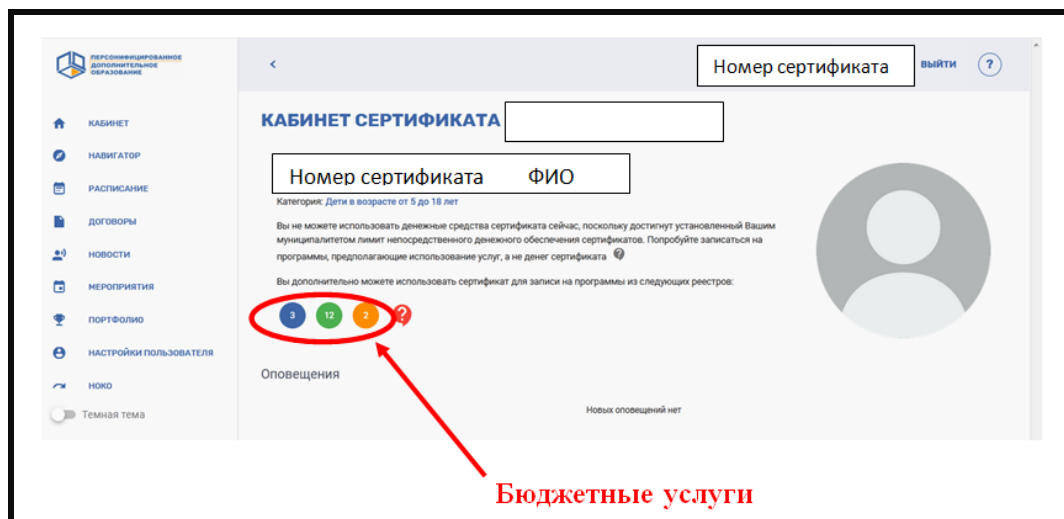 ПЕРСОНИФИЦИРОВАННОЕ
ДОПОЛНИТЕЛЬНОЕ
ОБРАЗОВАНИЕ
Номер сертификата
ВЫЙТИ
?
КАБИНЕТ
НАВИГАТОР
РАСПИСАНИЕ
ДОГОВОРЫ
НОВОСТИ
МЕРОПРИЯТИЯ
ПОРТФОЛИО
НАСТРОЙКИ ПОЛЬЗОВАТЕЛЯ
НОКО
Темная тема
КАБИНЕТ СЕРТИФИКАТА
Номер сертификата ФИО
Категория: Дети в возрасте от 5 до 18 лет
Вы не можете использовать денежные средства сертификата сейчас, поскольку достигнут установленный Вашим
муниципалитетом лимит непосредственного денежного обеспечения сертификатов. Попробуйте записаться на
программы, предполагающие использование услуг, а не денег сертификата ?
Вы дополнительно можете использовать сертификат для записи на программы из следующих реестров:
3 12 2 ?
Оповещения
Новых оповещений нет
Бюджетные услуги